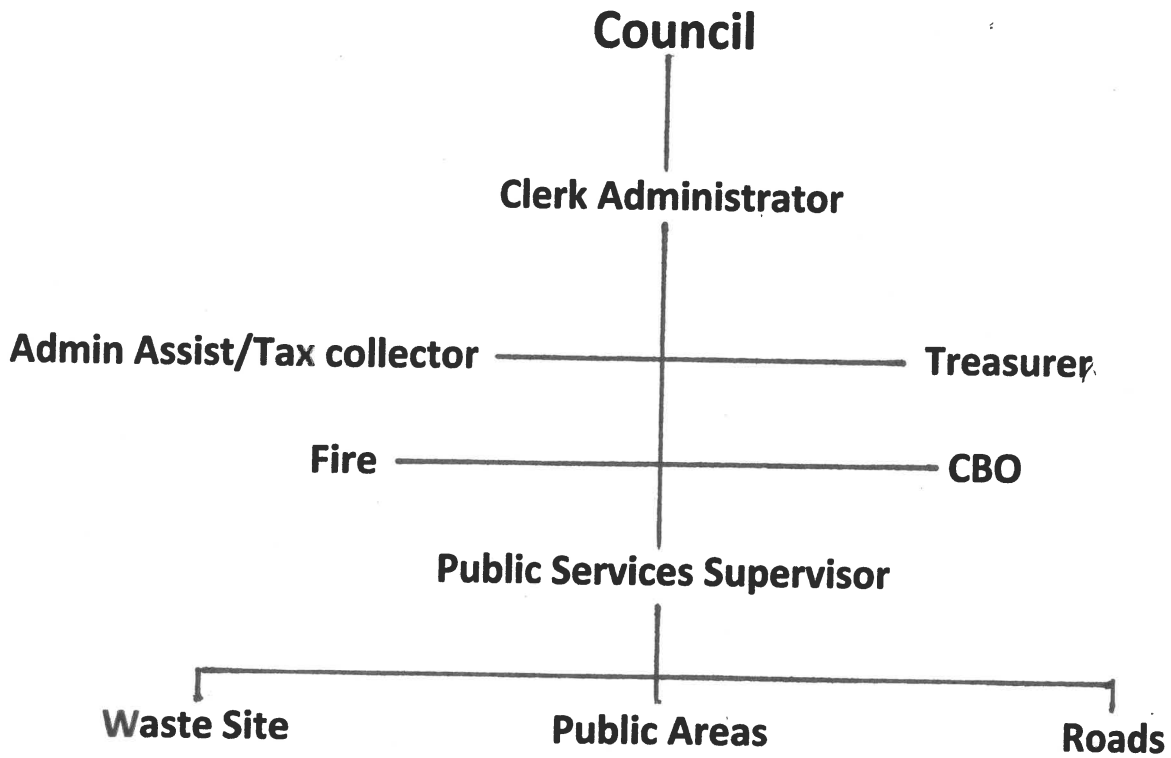 Council
Clerk Administrator
Admin Assist/Tax collector
Treasurer
Fire
CBO
Public Services Supervisor
Waste Site
Public Areas
Roads